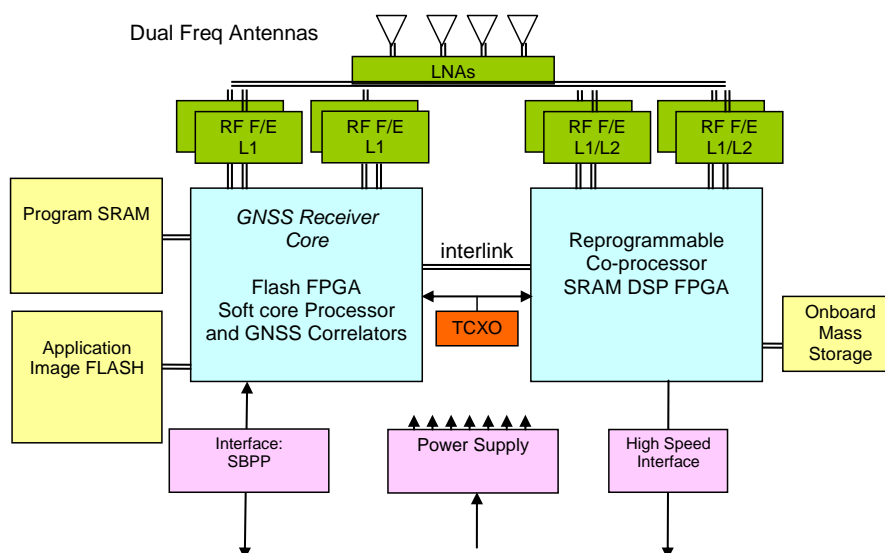 Dual Freq Antennas
LNAs
RF F/E
L1
RF F/E
L1
RF F/E
L1/L2
RF F/E
L1/L2
Program SRAM
GNSS Receiver
Core
Flash FPGA
Soft core Processor
and GNSS Correlators
interlink
TCXO
Reprogrammable
Co-processor
SRAM DSP FPGA
Onboard
Mass
Storage
Application
Image FLASH
Interface:
SBPP
Power Supply
High Speed
Interface